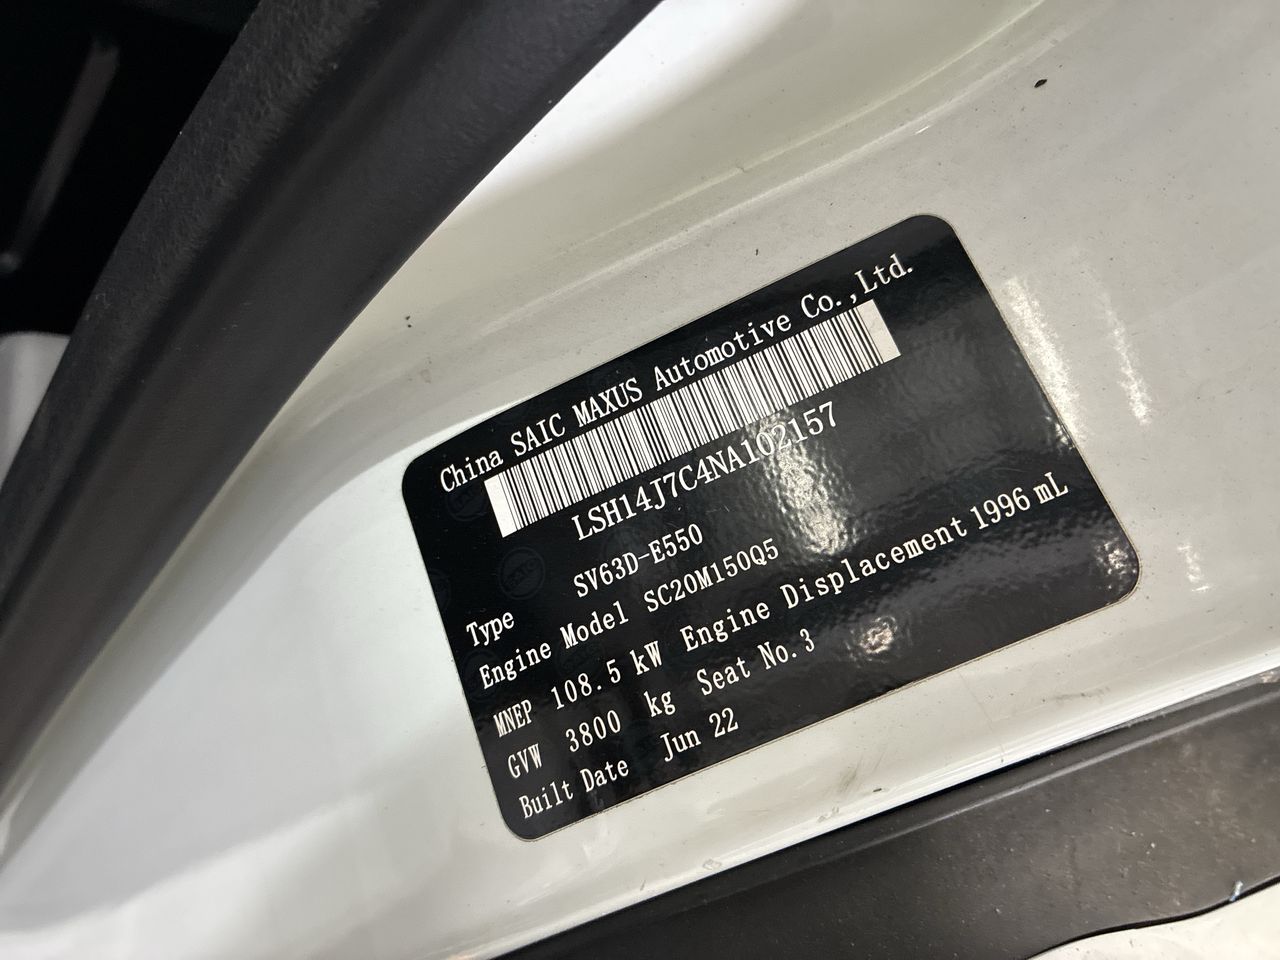 China SAIC MAXUS Automotive Co.,Ltd.
LSH14J7C4NA102157
Type SV63D-E550
Engine Model SC20M150Q5
MNEP 108.5 kW Engine Displacement 1996 mL
GVW 3800 kg Seat No.3
Built Date Jun 22